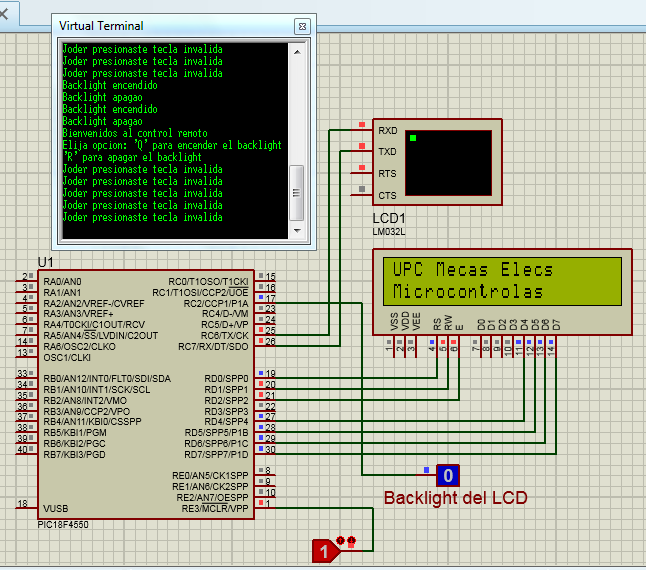 Virtual Terminal
Joder presionaste tecla invalida
Joder presionaste tecla invalida
Joder presionaste tecla invalida
Backlight encendido
Backlight apagao
Backlight encendido
Backlight apagao
Bienvenidos al control remoto
Elija opcion: 'Q' para encender el backlight
'R' para apagar el backlight
Joder presionaste tecla invalida
Joder presionaste tecla invalida
Joder presionaste tecla invalida
Joder presionaste tecla invalida
Joder presionaste tecla invalida
RXD
TXD
RTS
CTS
LCD1
LM032L
UPC Mecas Elecs
Microcontrolas
VSS VDD VEE RS RW E D0 D1 D2 D3 D4 D5 D6 D7
1 2 3 4 5 6 7 8 9 10 11 12 13 14
U1
2 RA0/AN0 RC0/T1OSO/T1CKI 15
3 RA1/AN1 RC1/T1OSI/CCP2/UOE 16
4 RA2/AN2/VREF-/CVREF RC2/CCP1/P1A 17
5 RA3/AN3/VREF+ RC4/D-/VM 23
6 RA4/T0CKI/C1OUT/RCV RC5/D+/VP 24
7 RA5/AN4/SS/LVDIN/C2OUT RC6/TX/CK 25
14 RA6/OSC2/CLKO RC7/RX/DT/SDO 26
13 OSC1/CLKI
33 RB0/AN12/INT0/FLT0/SDI/SDA RD0/SPP0 19
34 RB1/AN10/INT1/SCK/SCL RD1/SPP1 20
35 RB2/AN8/INT2/VMO RD2/SPP2 21
36 RB3/AN9/CCP2/VPO RD3/SPP3 22
37 RB4/AN11/KBI0/CSSPP RD4/SPP4 27
38 RB5/KBI1/PGM RD5/SPP5/P1B 28
39 RB6/KBI2/PGC RD6/SPP6/P1C 29
40 RB7/KBI3/PGD RD7/SPP7/P1D 30
RE0/AN5/CK1SPP 8
RE1/AN6/CK2SPP 9
RE2/AN7/OESPP 10
18 VUSB RE3/MCLR/VPP 1
PIC18F4550
0
Backlight del LCD
1